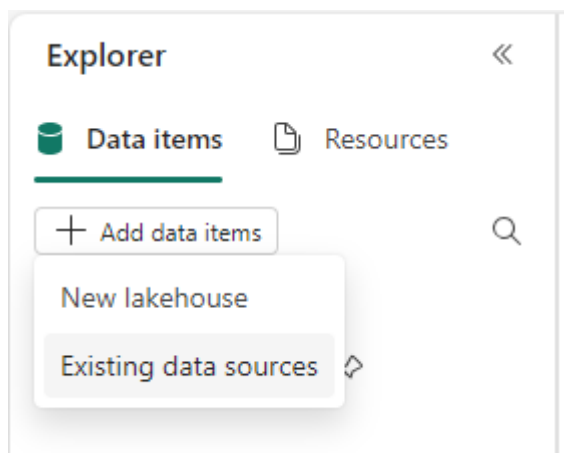 Explorer
Data items
Resources
Add data items
New lakehouse
Existing data sources